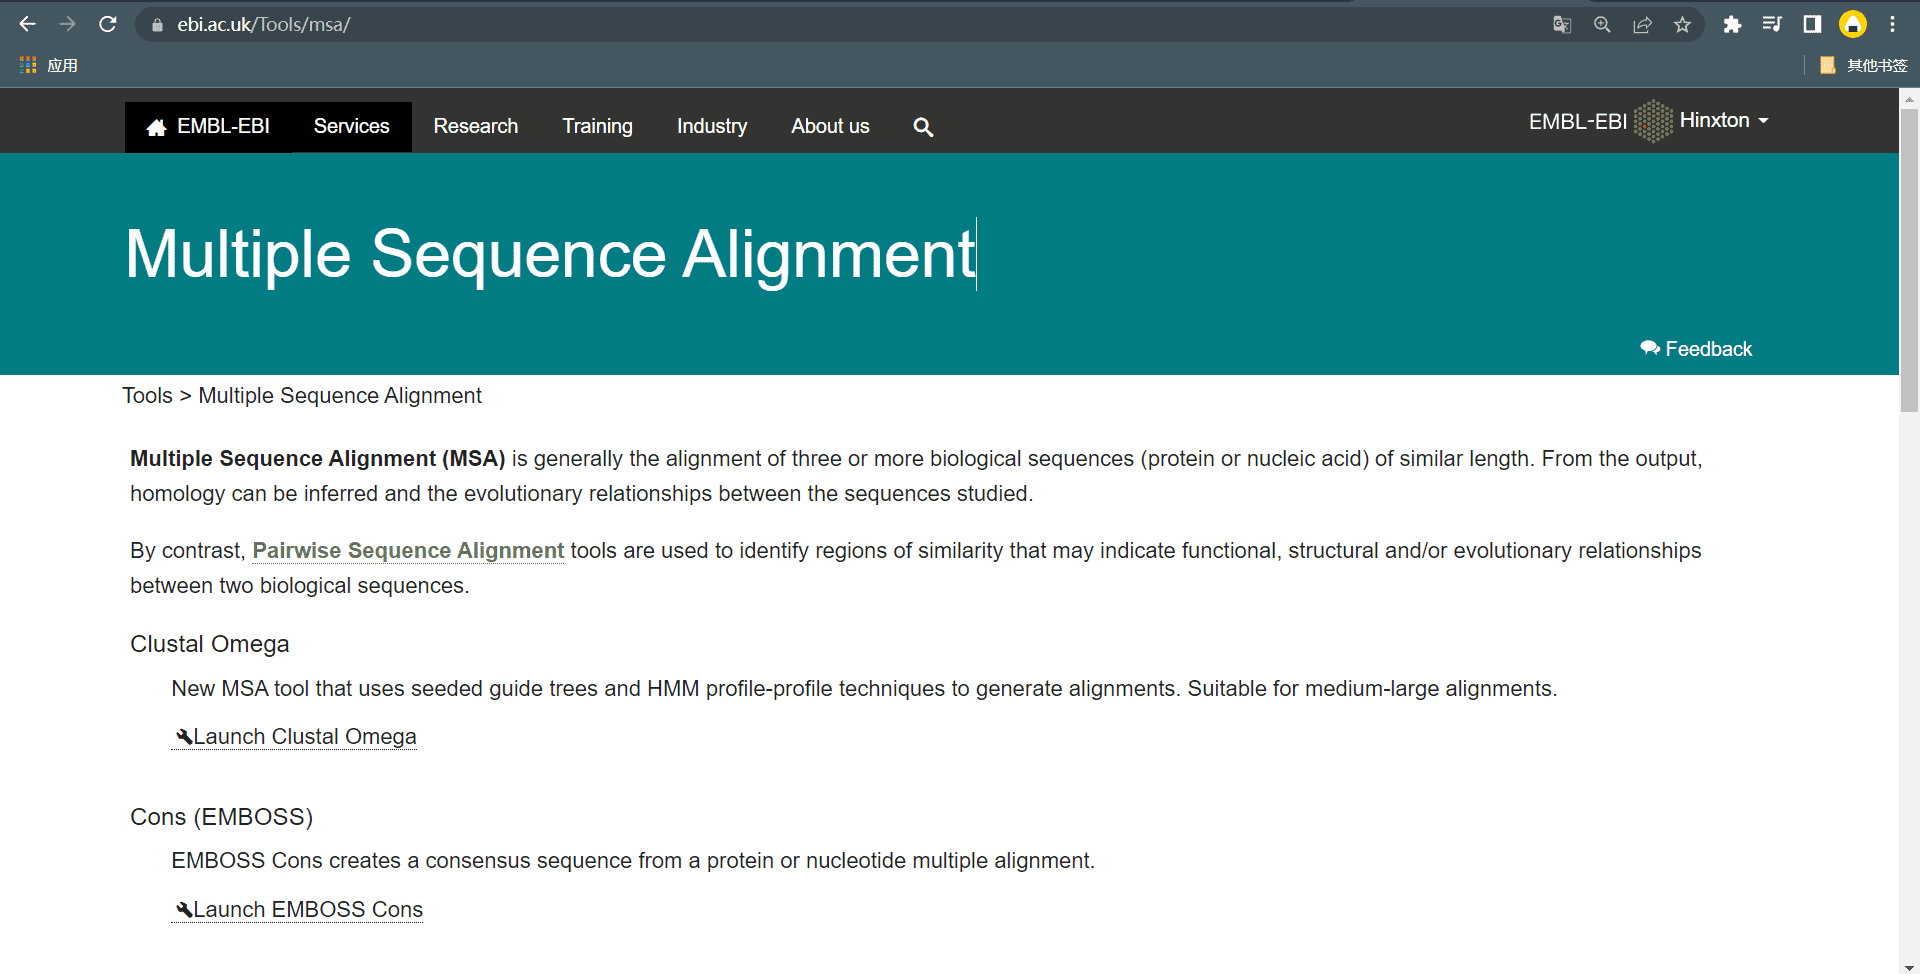 ebi.ac.uk/Tools/msa/
应用
其他书签
EMBL-EBI Services Research Training Industry About us
EMBL-EBI Hinxton
Multiple Sequence Alignment
Feedback
Tools > Multiple Sequence Alignment
Multiple Sequence Alignment (MSA) is generally the alignment of three or more biological sequences (protein or nucleic acid) of similar length. From the output,
homology can be inferred and the evolutionary relationships between the sequences studied.
By contrast, Pairwise Sequence Alignment tools are used to identify regions of similarity that may indicate functional, structural and/or evolutionary relationships
between two biological sequences.
Clustal Omega
New MSA tool that uses seeded guide trees and HMM profile-profile techniques to generate alignments. Suitable for medium-large alignments.
Launch Clustal Omega
Cons (EMBOSS)
EMBOSS Cons creates a consensus sequence from a protein or nucleotide multiple alignment.
Launch EMBOSS Cons